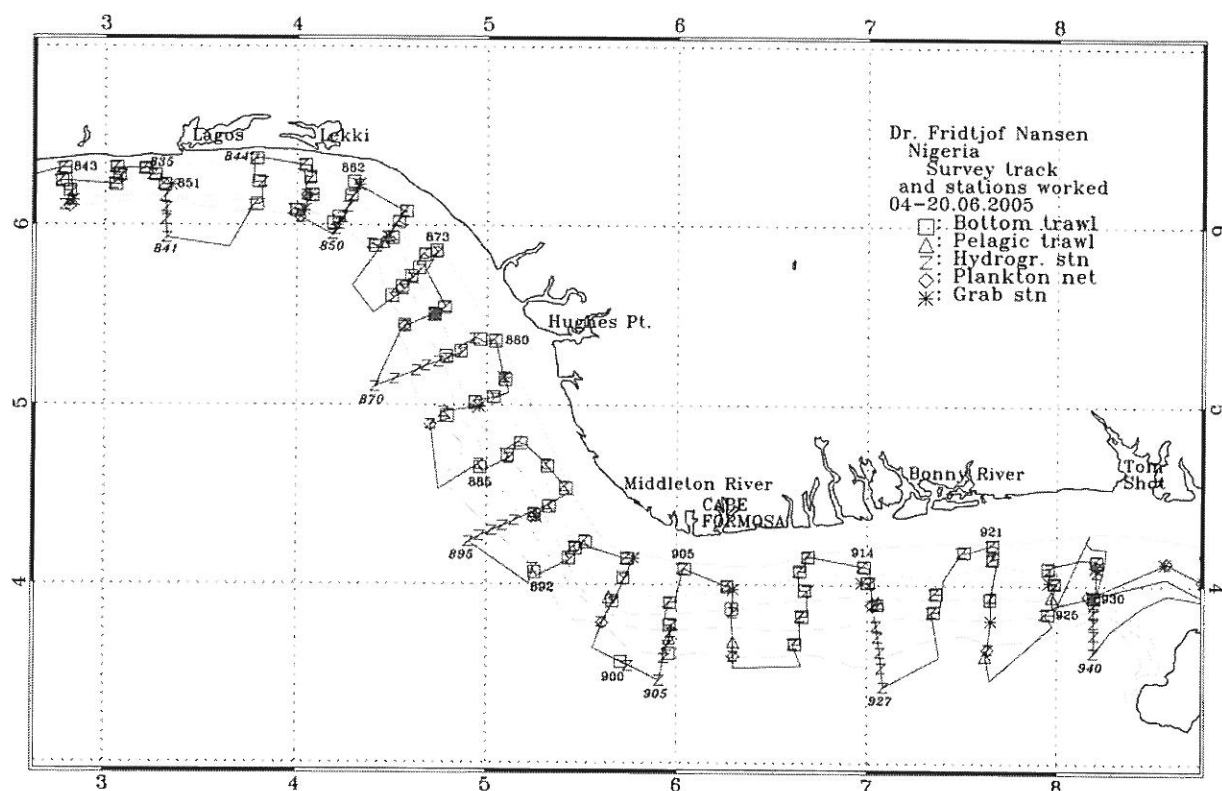 3 4 5 6 7 8
Lagos Lekki
Dr. Fridtjof Nansen
Nigeria
Survey track
and stations worked
04-20.06.2005
: Bottom trawl
: Pelagic trawl
: Hydrogr. stn
: Plankton net
: Grab stn
843 835 844 862
851
841 850
6 6
873
Hughes Pt.
880
870
5 5
885
Middleton River Bonny River Tom
Shot
CAPE
FORMOSA
895
892
905 914 921
4 4
925 930
900 905 927 940
3 4 5 6 7 8